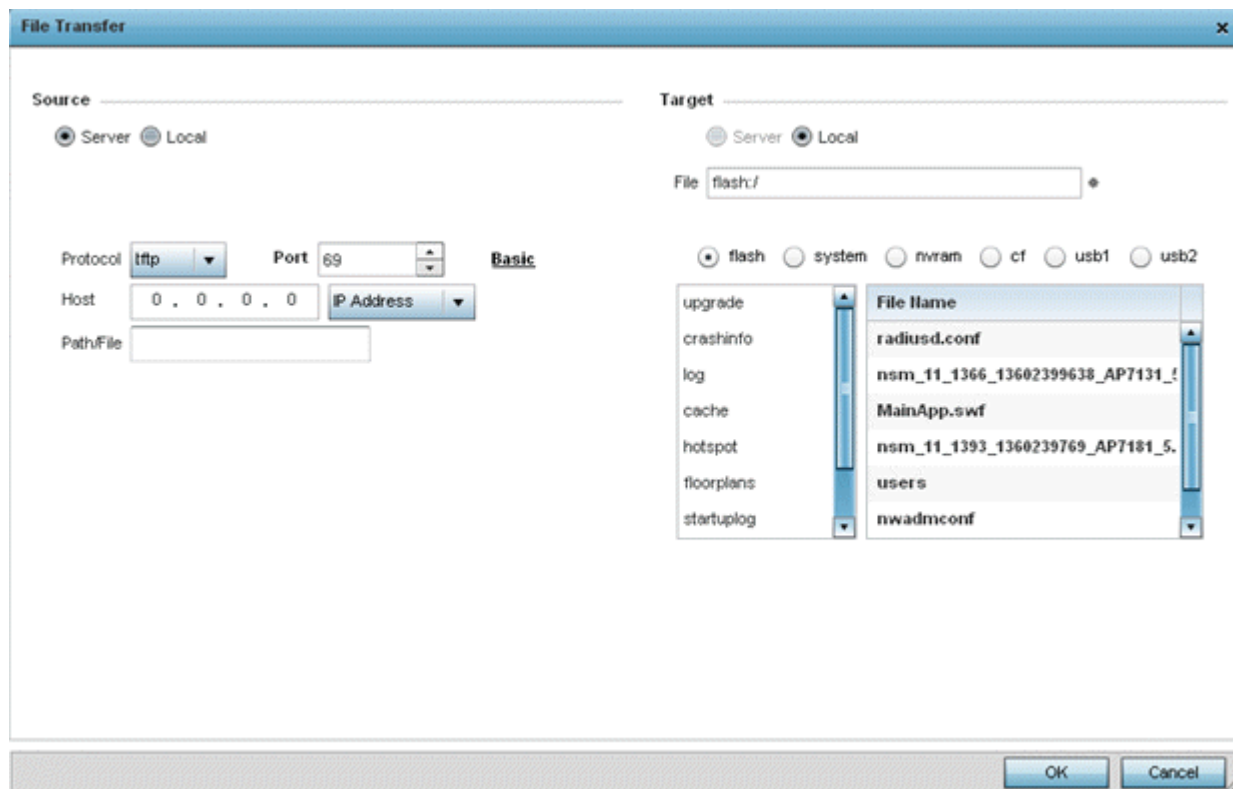 File Transfer
Source
Server Local
Protocol tftp Port 69 Basic
Host 0 . 0 . 0 . 0 IP Address
Path/File
Target
Server Local
File flash:/
flash system nvram cf usb1 usb2
upgrade
crashinfo
log
cache
hotspot
floorplans
startuplog
File Name
radiusd.conf
nsm_11_1366_13602399638_AP7131_5
MainApp.swf
nsm_11_1393_1360239769_AP7181_5.
users
nwadmconf
OK Cancel